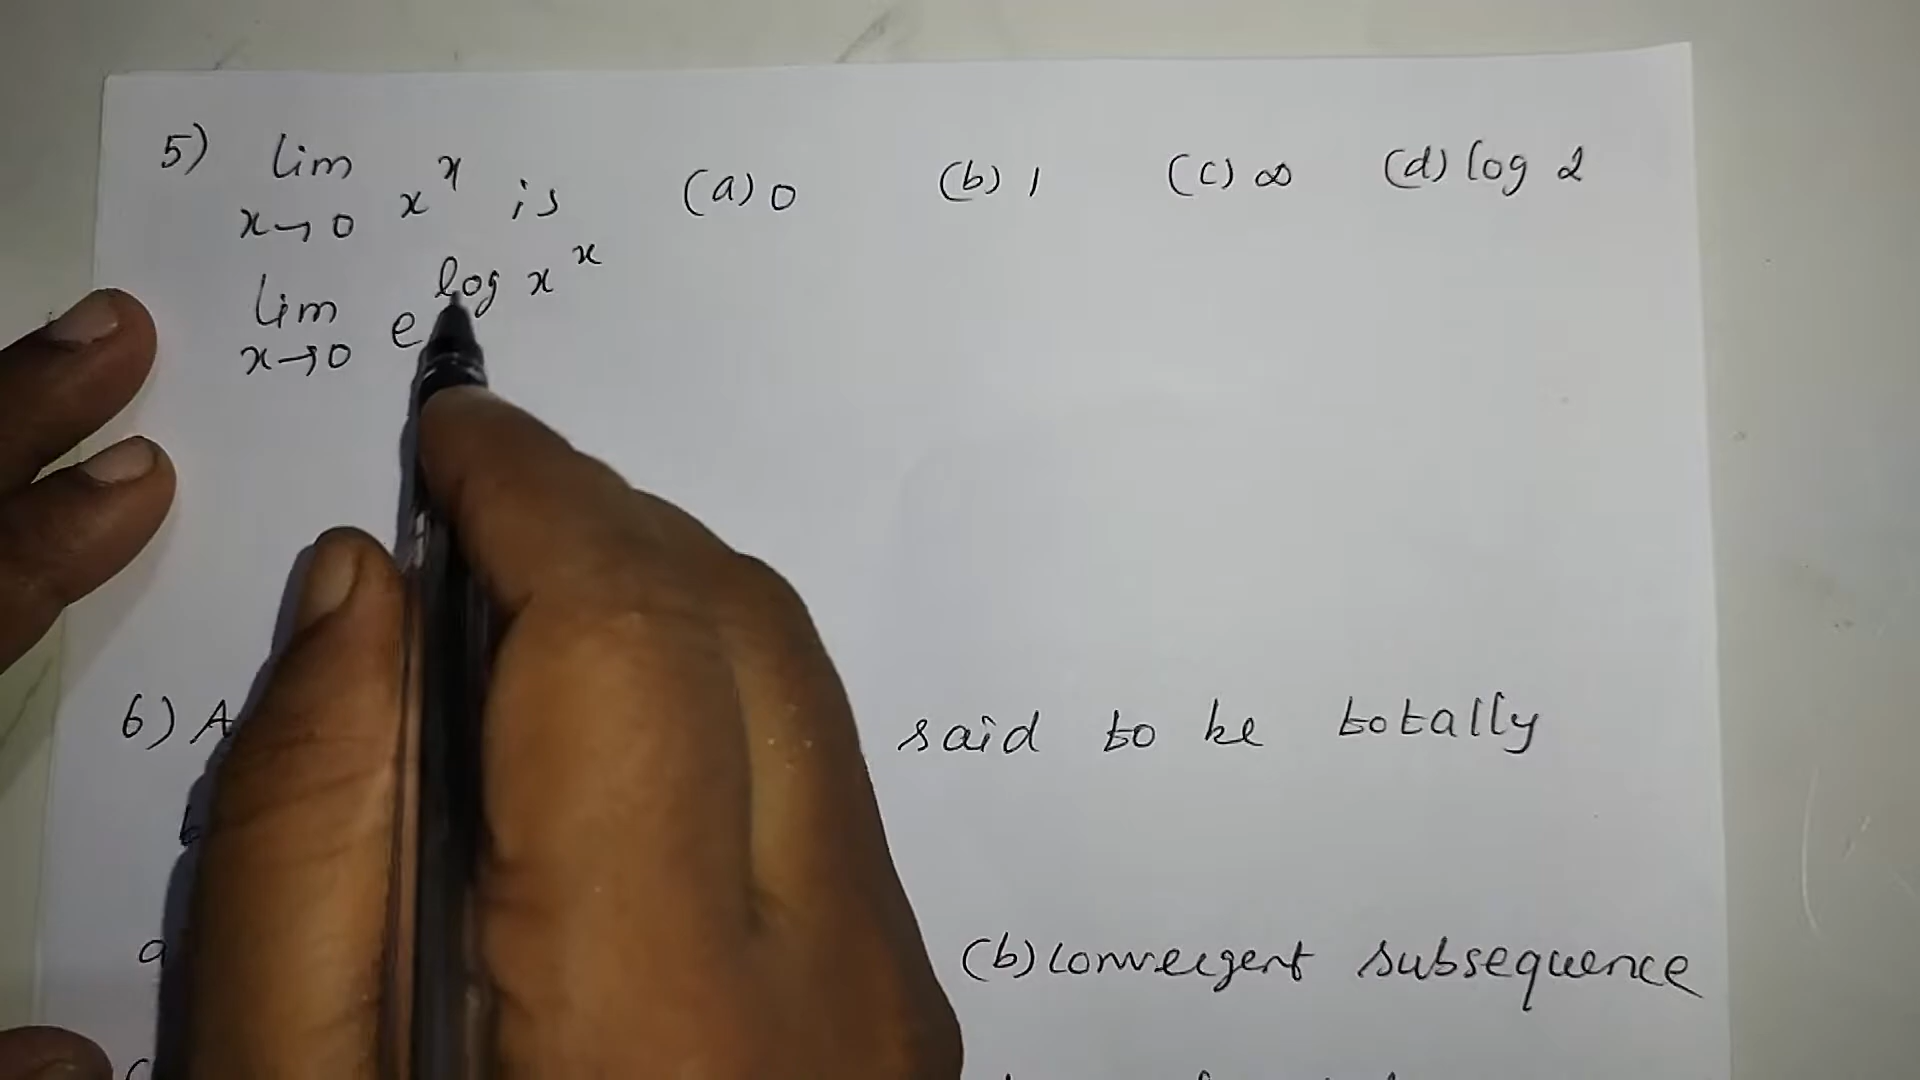 5) lim x→0 x^x is (a) 0 (b) 1 (c) ∞ (d) log 2
lim x→0 e^log x^x
6) A said to be totally
b
a (b) convergent subsequence
(